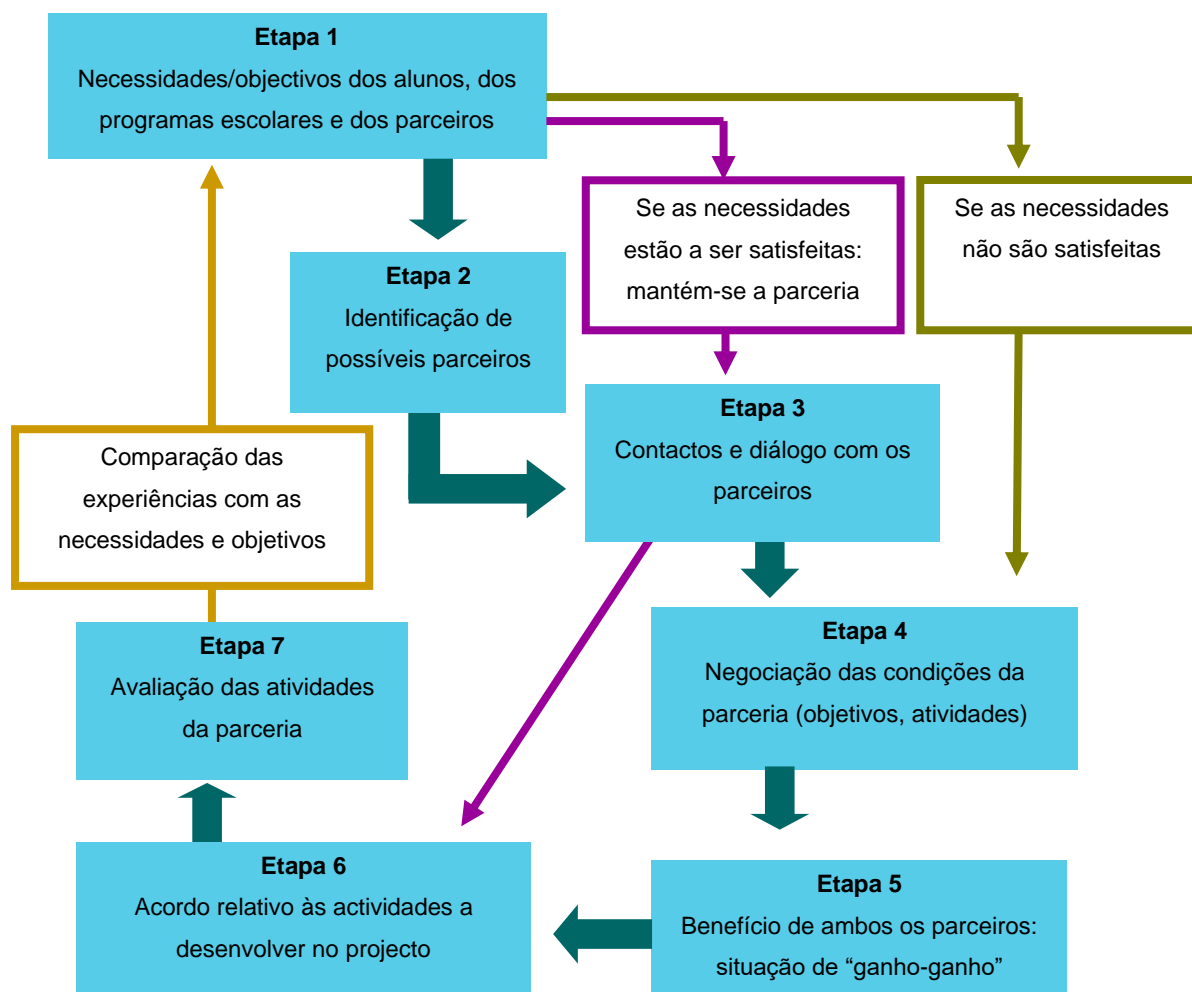 Etapa 1
Necessidades/objectivos dos alunos, dos
programas escolares e dos parceiros
Se as necessidades
estão a ser satisfeitas:
mantém-se a parceria
Se as necessidades
não são satisfeitas
Etapa 2
Identificação de
possíveis parceiros
Etapa 3
Contactos e diálogo com os
parceiros
Comparação das
experiências com as
necessidades e objetivos
Etapa 4
Negociação das condições da
parceria (objetivos, atividades)
Etapa 7
Avaliação das atividades
da parceria
Etapa 6
Acordo relativo às actividades a
desenvolver no projecto
Etapa 5
Benefício de ambos os parceiros:
situação de “ganho-ganho”